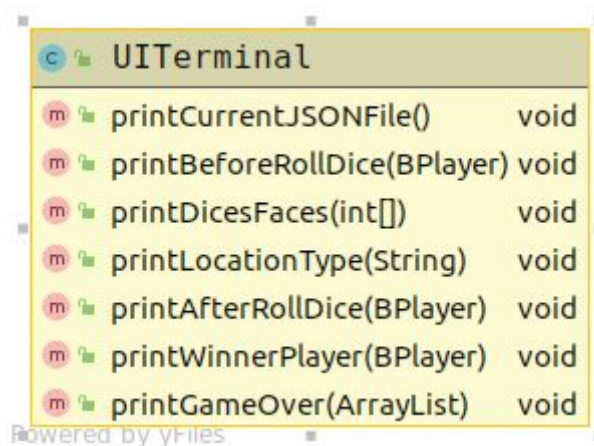 c UITerminal
m printCurrentJSONFile() void
m printBeforeRollDice(BPlayer) void
m printDicesFaces(int[]) void
m printLocationType(String) void
m printAfterRollDice(BPlayer) void
m printWinnerPlayer(BPlayer) void
m printGameOver(ArrayList) void
Powered by yFiles